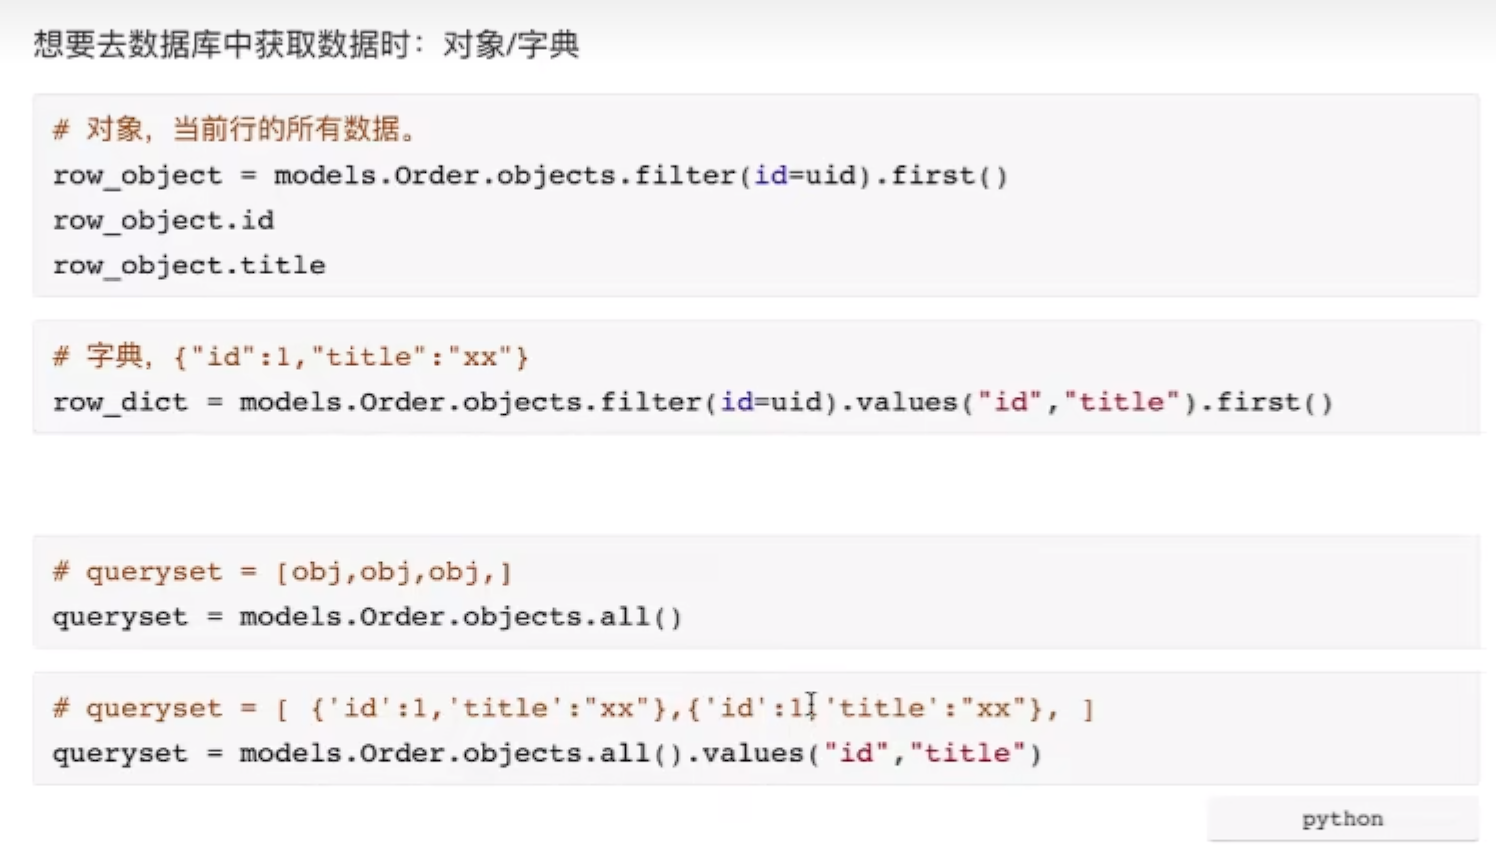 想要去数据库中获取数据时：对象/字典
# 对象，当前行的所有数据。
row_object = models.Order.objects.filter(id=uid).first()
row_object.id
row_object.title
# 字典，{"id":1,"title":"xx"}
row_dict = models.Order.objects.filter(id=uid).values("id","title").first()
# queryset = [obj,obj,obj,]
queryset = models.Order.objects.all()
# queryset = [ {'id':1,'title':"xx"},{'id':1,'title':"xx"}, ]
queryset = models.Order.objects.all().values("id","title")
python